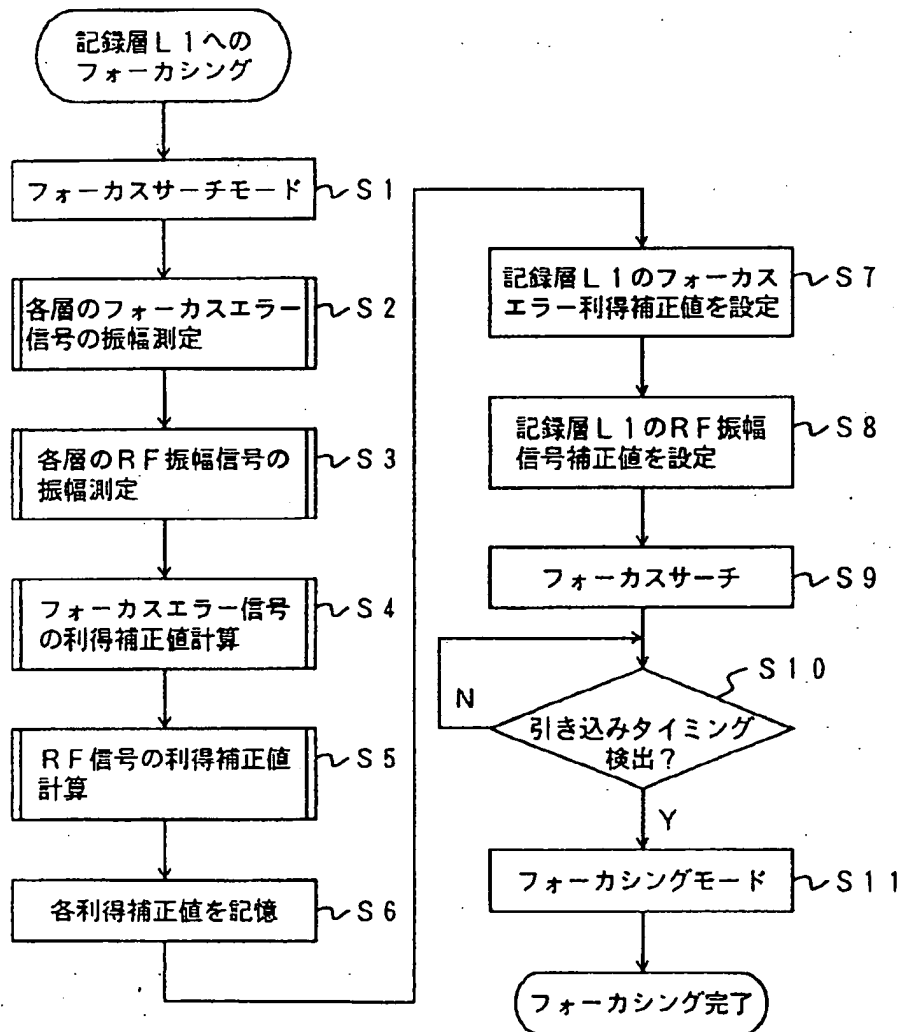 記録層L1への
フォーカシング
フォーカスサーチモード
S1
各層のフォーカスエラー
信号の振幅測定
S2
各層のRF振幅信号の
振幅測定
S3
フォーカスエラー信号
の利得補正値計算
S4
RF信号の利得補正値
計算
S5
各利得補正値を記憶
S6
記録層L1のフォーカス
エラー利得補正値を設定
S7
記録層L1のRF振幅
信号補正値を設定
S8
フォーカスサーチ
S9
S10
N
引き込みタイミング
検出?
Y
フォーカシングモード
S11
フォーカシング完了